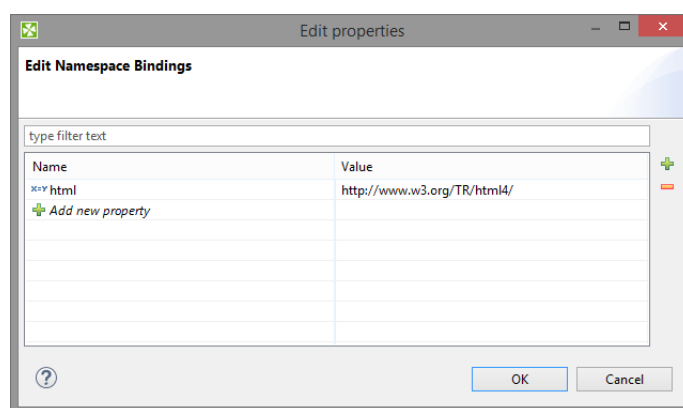 Edit properties
Edit Namespace Bindings
type filter text
Name Value
x=y html http://www.w3.org/TR/html4/
Add new property
? OK Cancel